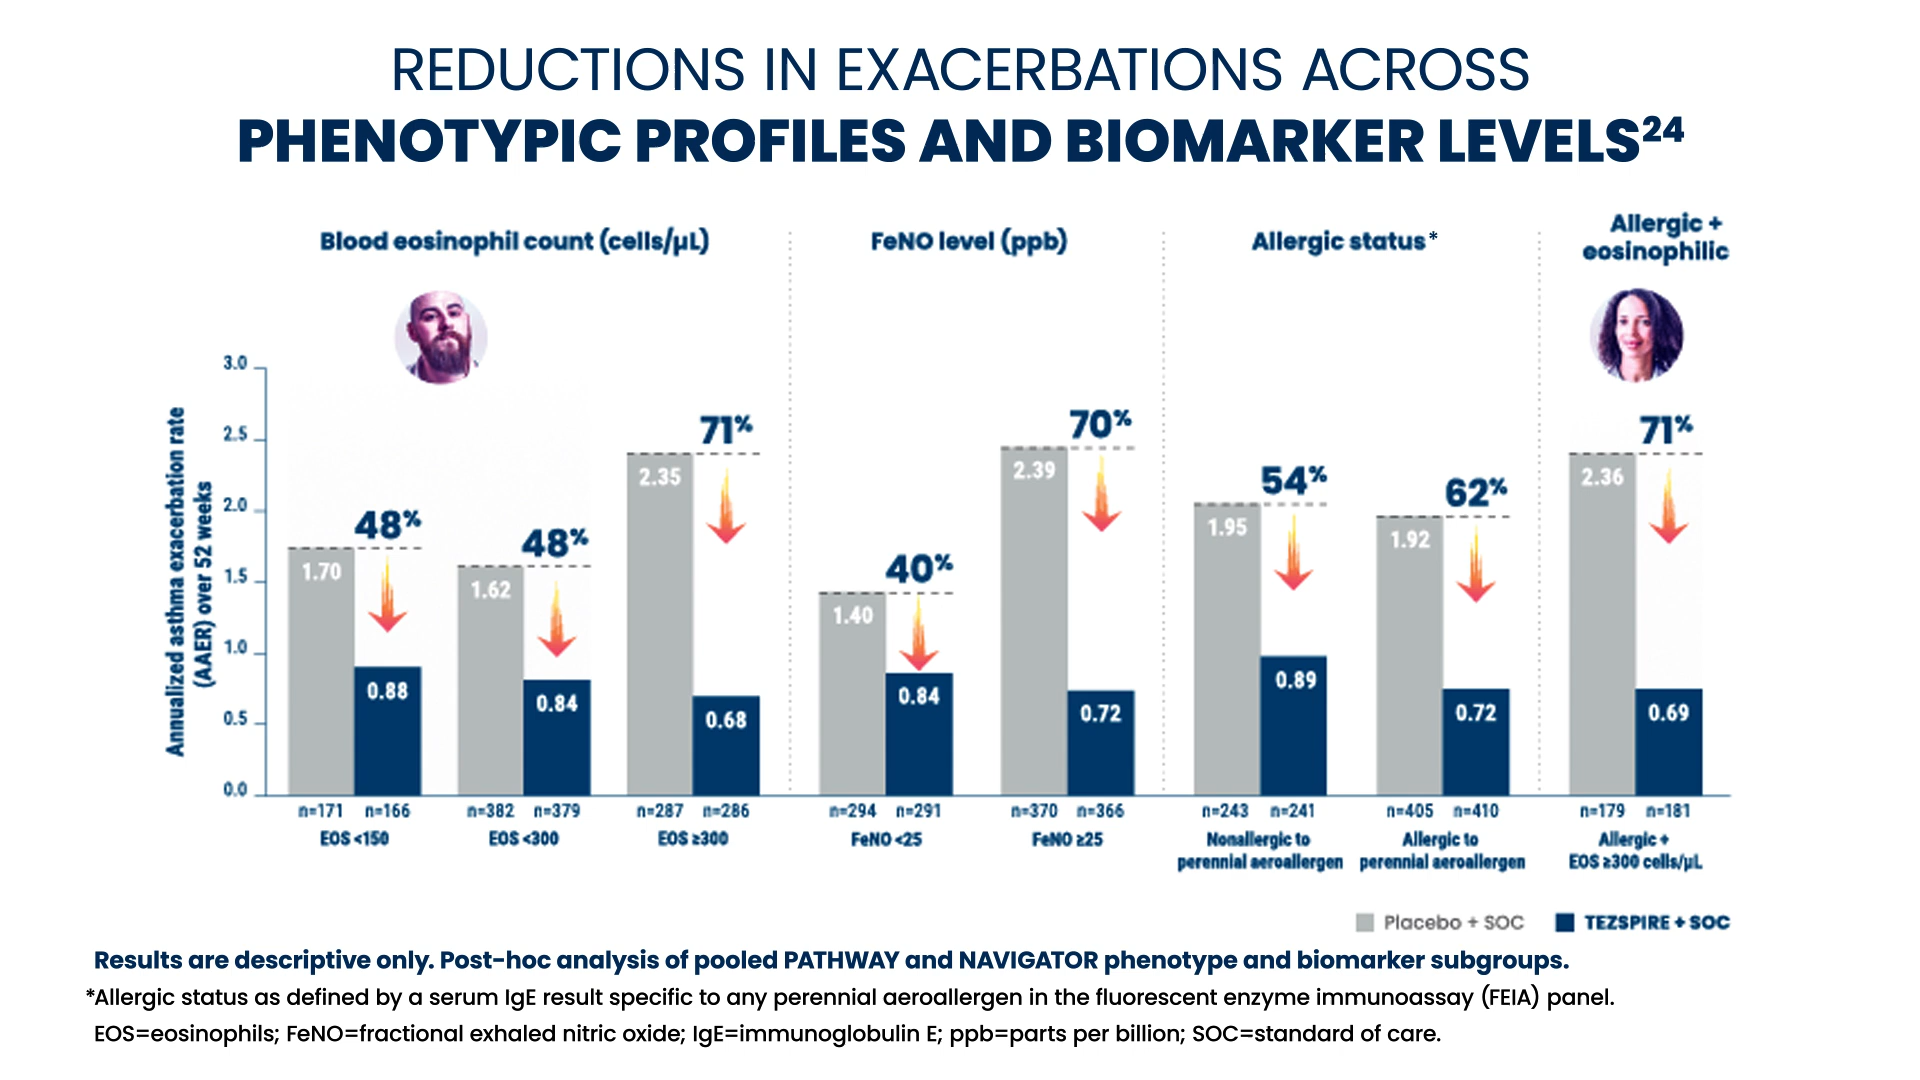 REDUCTIONS IN EXACERBATIONS ACROSS
PHENOTYPIC PROFILES AND BIOMARKER LEVELS24
Blood eosinophil count (cells/µL)
FeNO level (ppb)
Allergic status*
Allergic +
eosinophilic
Annualized asthma exacerbation rate
(AAER) over 52 weeks
3.0
2.5
2.0
1.5
1.0
0.5
0.0
48%
1.70
0.88
48%
1.62
0.84
71%
2.35
0.68
40%
1.40
0.84
70%
2.39
0.72
54%
1.95
0.89
62%
1.92
0.72
71%
2.36
0.69
n=171 n=166
EOS <150
n=382 n=379
EOS <300
n=287 n=286
EOS ≥300
n=294 n=291
FeNO <25
n=370 n=366
FeNO ≥25
n=243 n=241
Nonallergic to
perennial aeroallergen
n=405 n=410
Allergic to
perennial aeroallergen
n=179 n=181
Allergic +
EOS ≥300 cells/µL
Placebo + SOC
TEZSPIRE + SOC
Results are descriptive only. Post-hoc analysis of pooled PATHWAY and NAVIGATOR phenotype and biomarker subgroups.
*Allergic status as defined by a serum IgE result specific to any perennial aeroallergen in the fluorescent enzyme immunoassay (FEIA) panel.
EOS=eosinophils; FeNO=fractional exhaled nitric oxide; IgE=immunoglobulin E; ppb=parts per billion; SOC=standard of care.